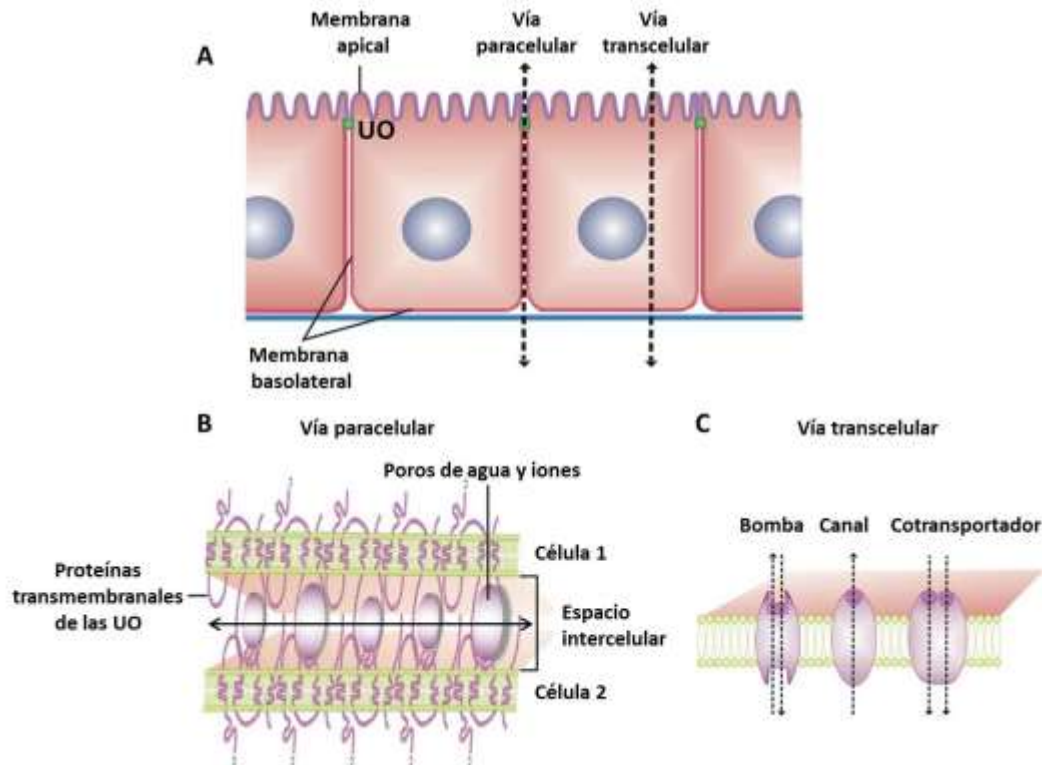 A
Membrana
apical
Vía
paracelular
Vía
transcelular
UO
Membrana
basolateral
B
Vía paracelular
Poros de agua y iones
Célula 1
Proteínas
transmembranales
de las UO
Espacio
intercelular
Célula 2
C
Vía transcelular
Bomba
Canal
Cotransportador